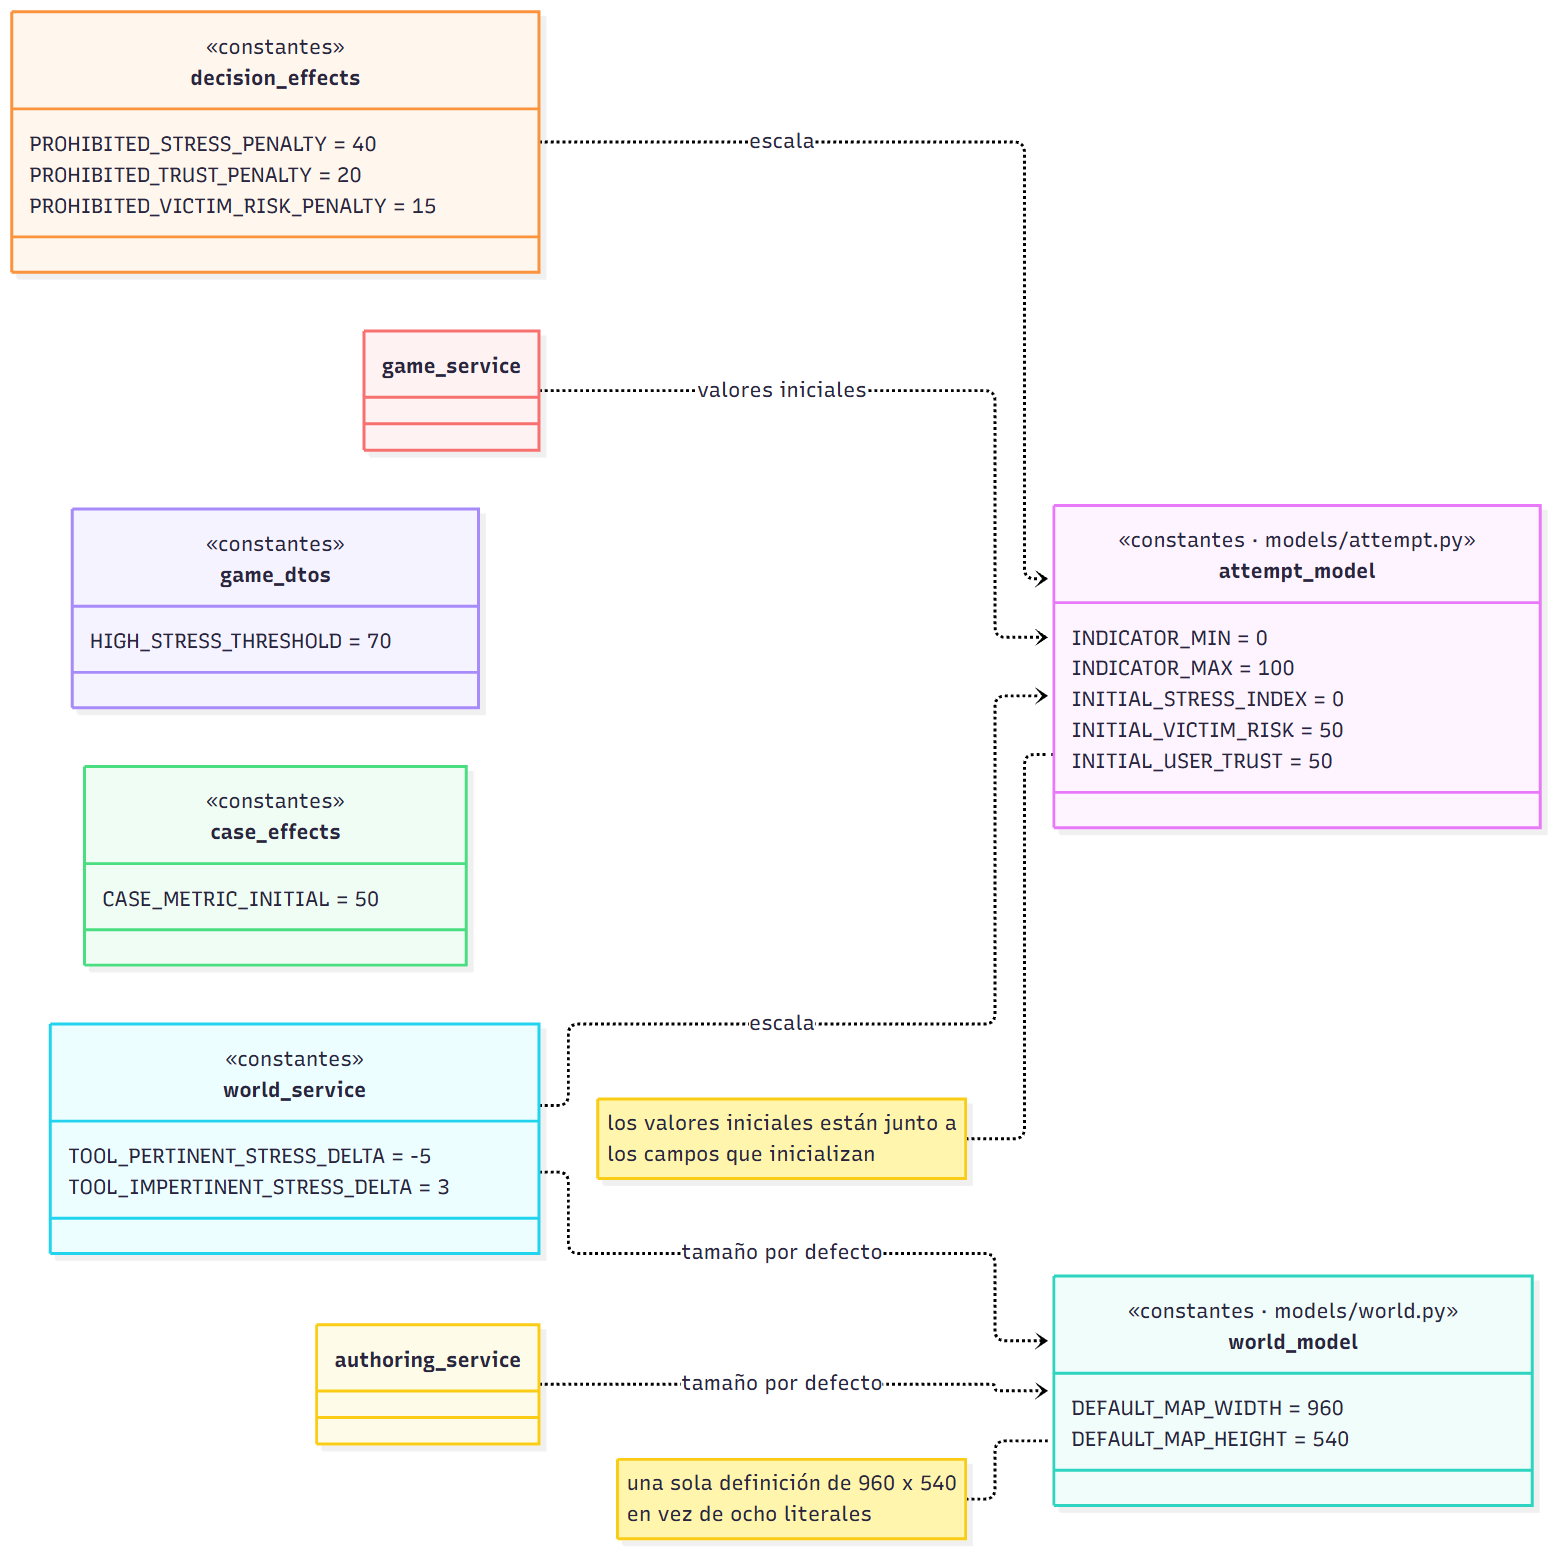 «constantes»
decision_effects
PROHIBITED_STRESS_PENALTY = 40
PROHIBITED_TRUST_PENALTY = 20
PROHIBITED_VICTIM_RISK_PENALTY = 15
escala
game_service
valores iniciales
«constantes»
game_dtos
HIGH_STRESS_THRESHOLD = 70
«constantes · models/attempt.py»
attempt_model
INDICATOR_MIN = 0
INDICATOR_MAX = 100
INITIAL_STRESS_INDEX = 0
INITIAL_VICTIM_RISK = 50
INITIAL_USER_TRUST = 50
«constantes»
case_effects
CASE_METRIC_INITIAL = 50
«constantes»
world_service
TOOL_PERTINENT_STRESS_DELTA = -5
TOOL_IMPERTINENT_STRESS_DELTA = 3
escala
los valores iniciales están junto a
los campos que inicializan
tamaño por defecto
authoring_service
tamaño por defecto
«constantes · models/world.py»
world_model
DEFAULT_MAP_WIDTH = 960
DEFAULT_MAP_HEIGHT = 540
una sola definición de 960 x 540
en vez de ocho literales